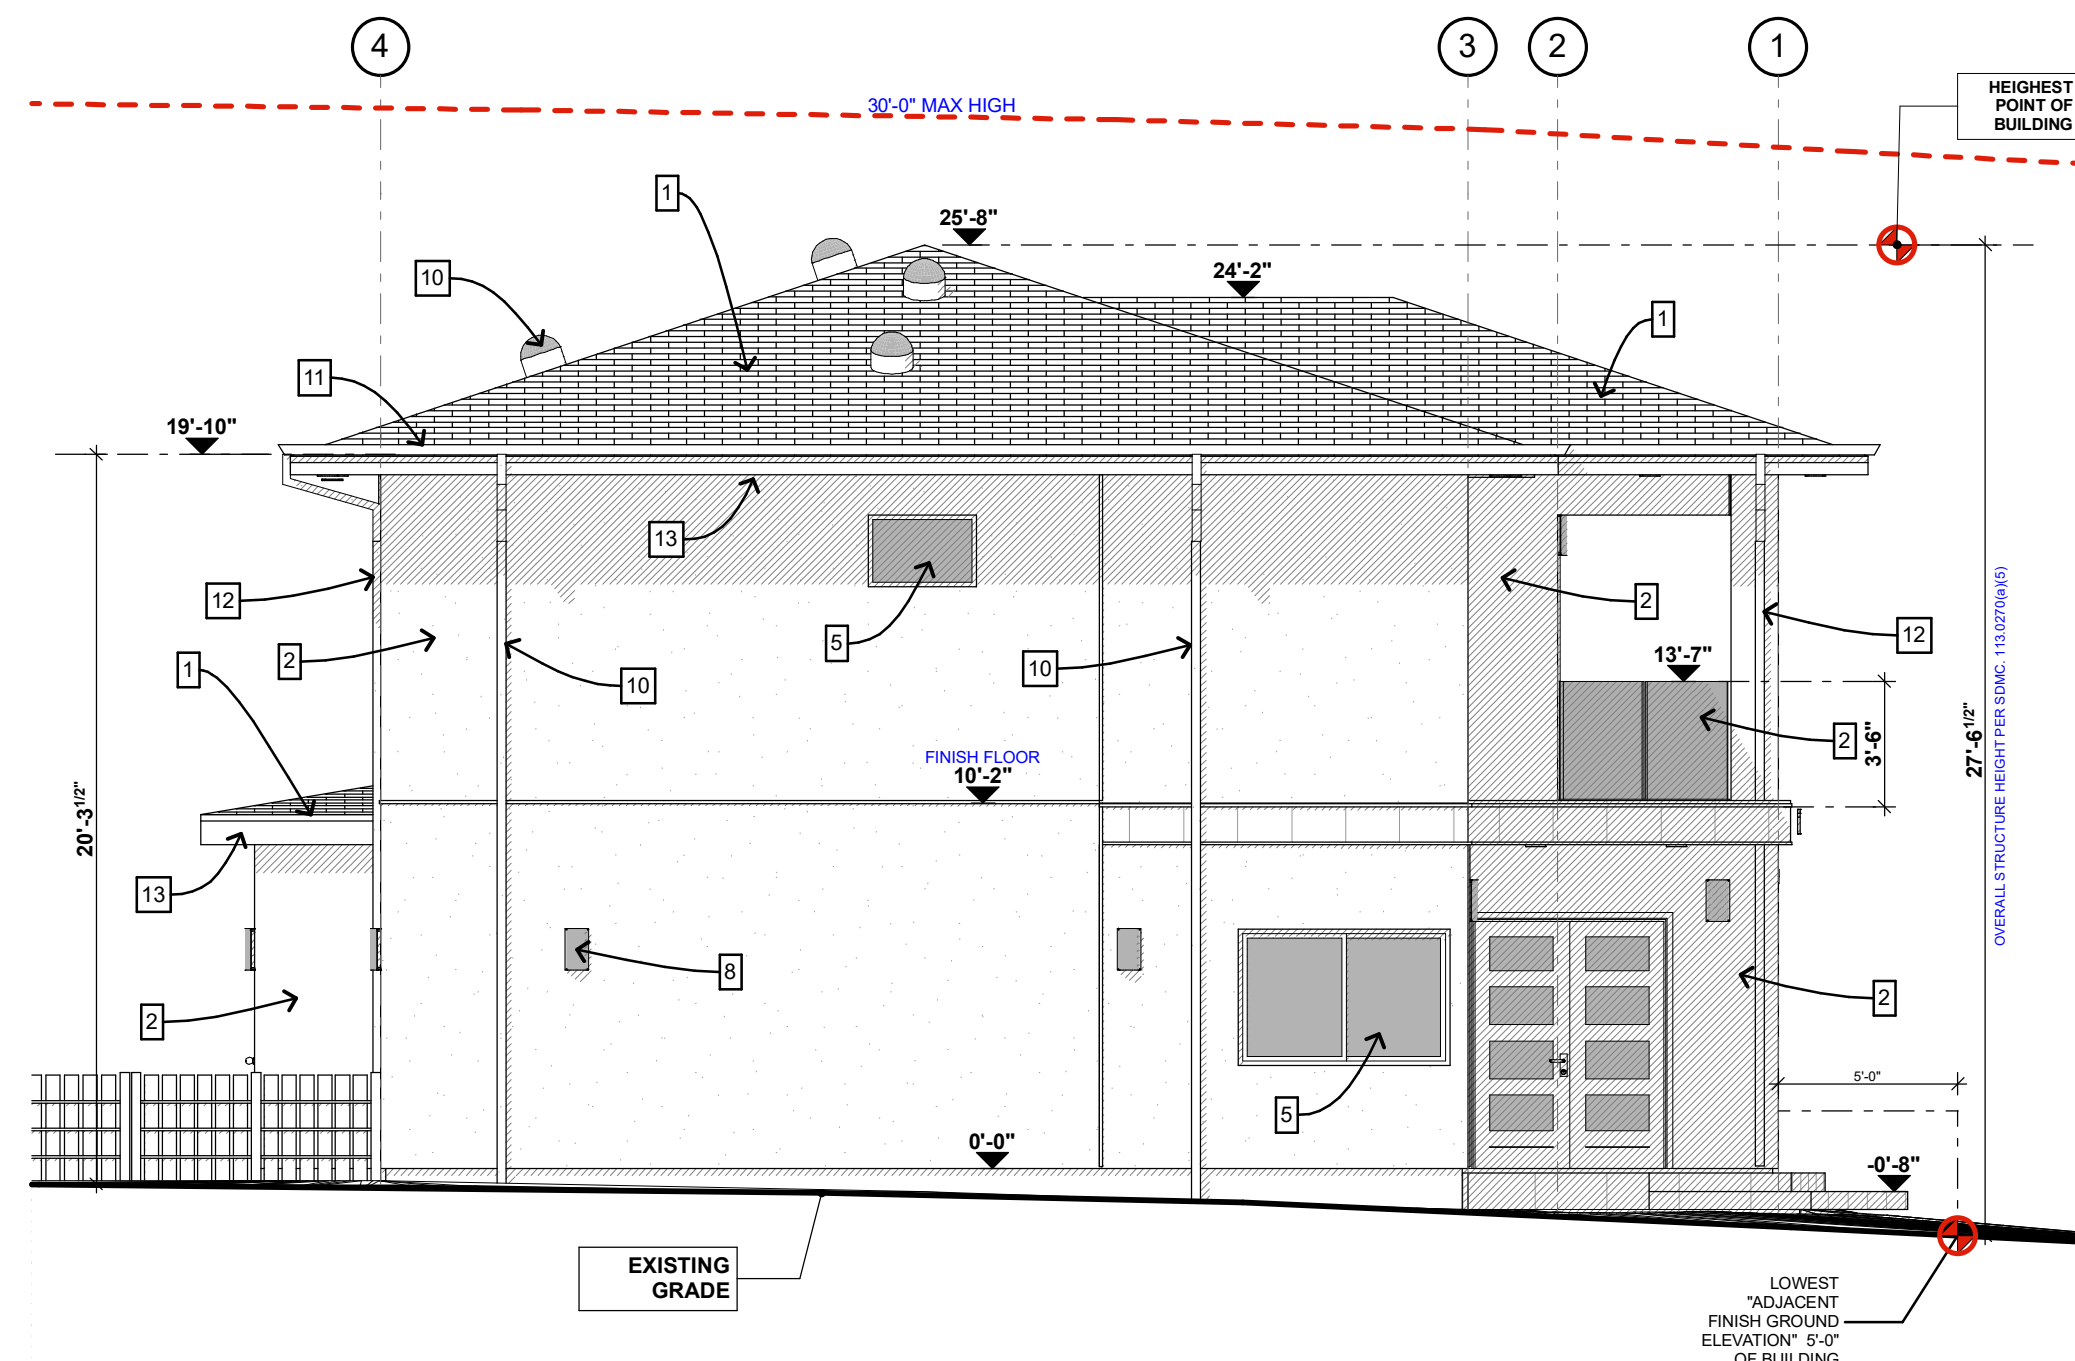 4
3
2
1
HEIGHEST
POINT OF
BUILDING
30'-0" MAX HIGH
1
25'-8"
24'-2"
10
1
11
19'-10"
13
12
2
5
10
10
2
12
1
13'-7"
2
3'-6"
27'-6 1/2"
OVERALL STRUCTURE HEIGHT PER SDMC. 113.0270(a)(5)
FINISH FLOOR
10'-2"
20'-3 1/2"
13
8
2
2
5
5'-0"
0'-0"
-0'-8"
EXISTING
GRADE
LOWEST
"ADJACENT
FINISH GROUND
ELEVATION" 5'-0"
OF BUILDING